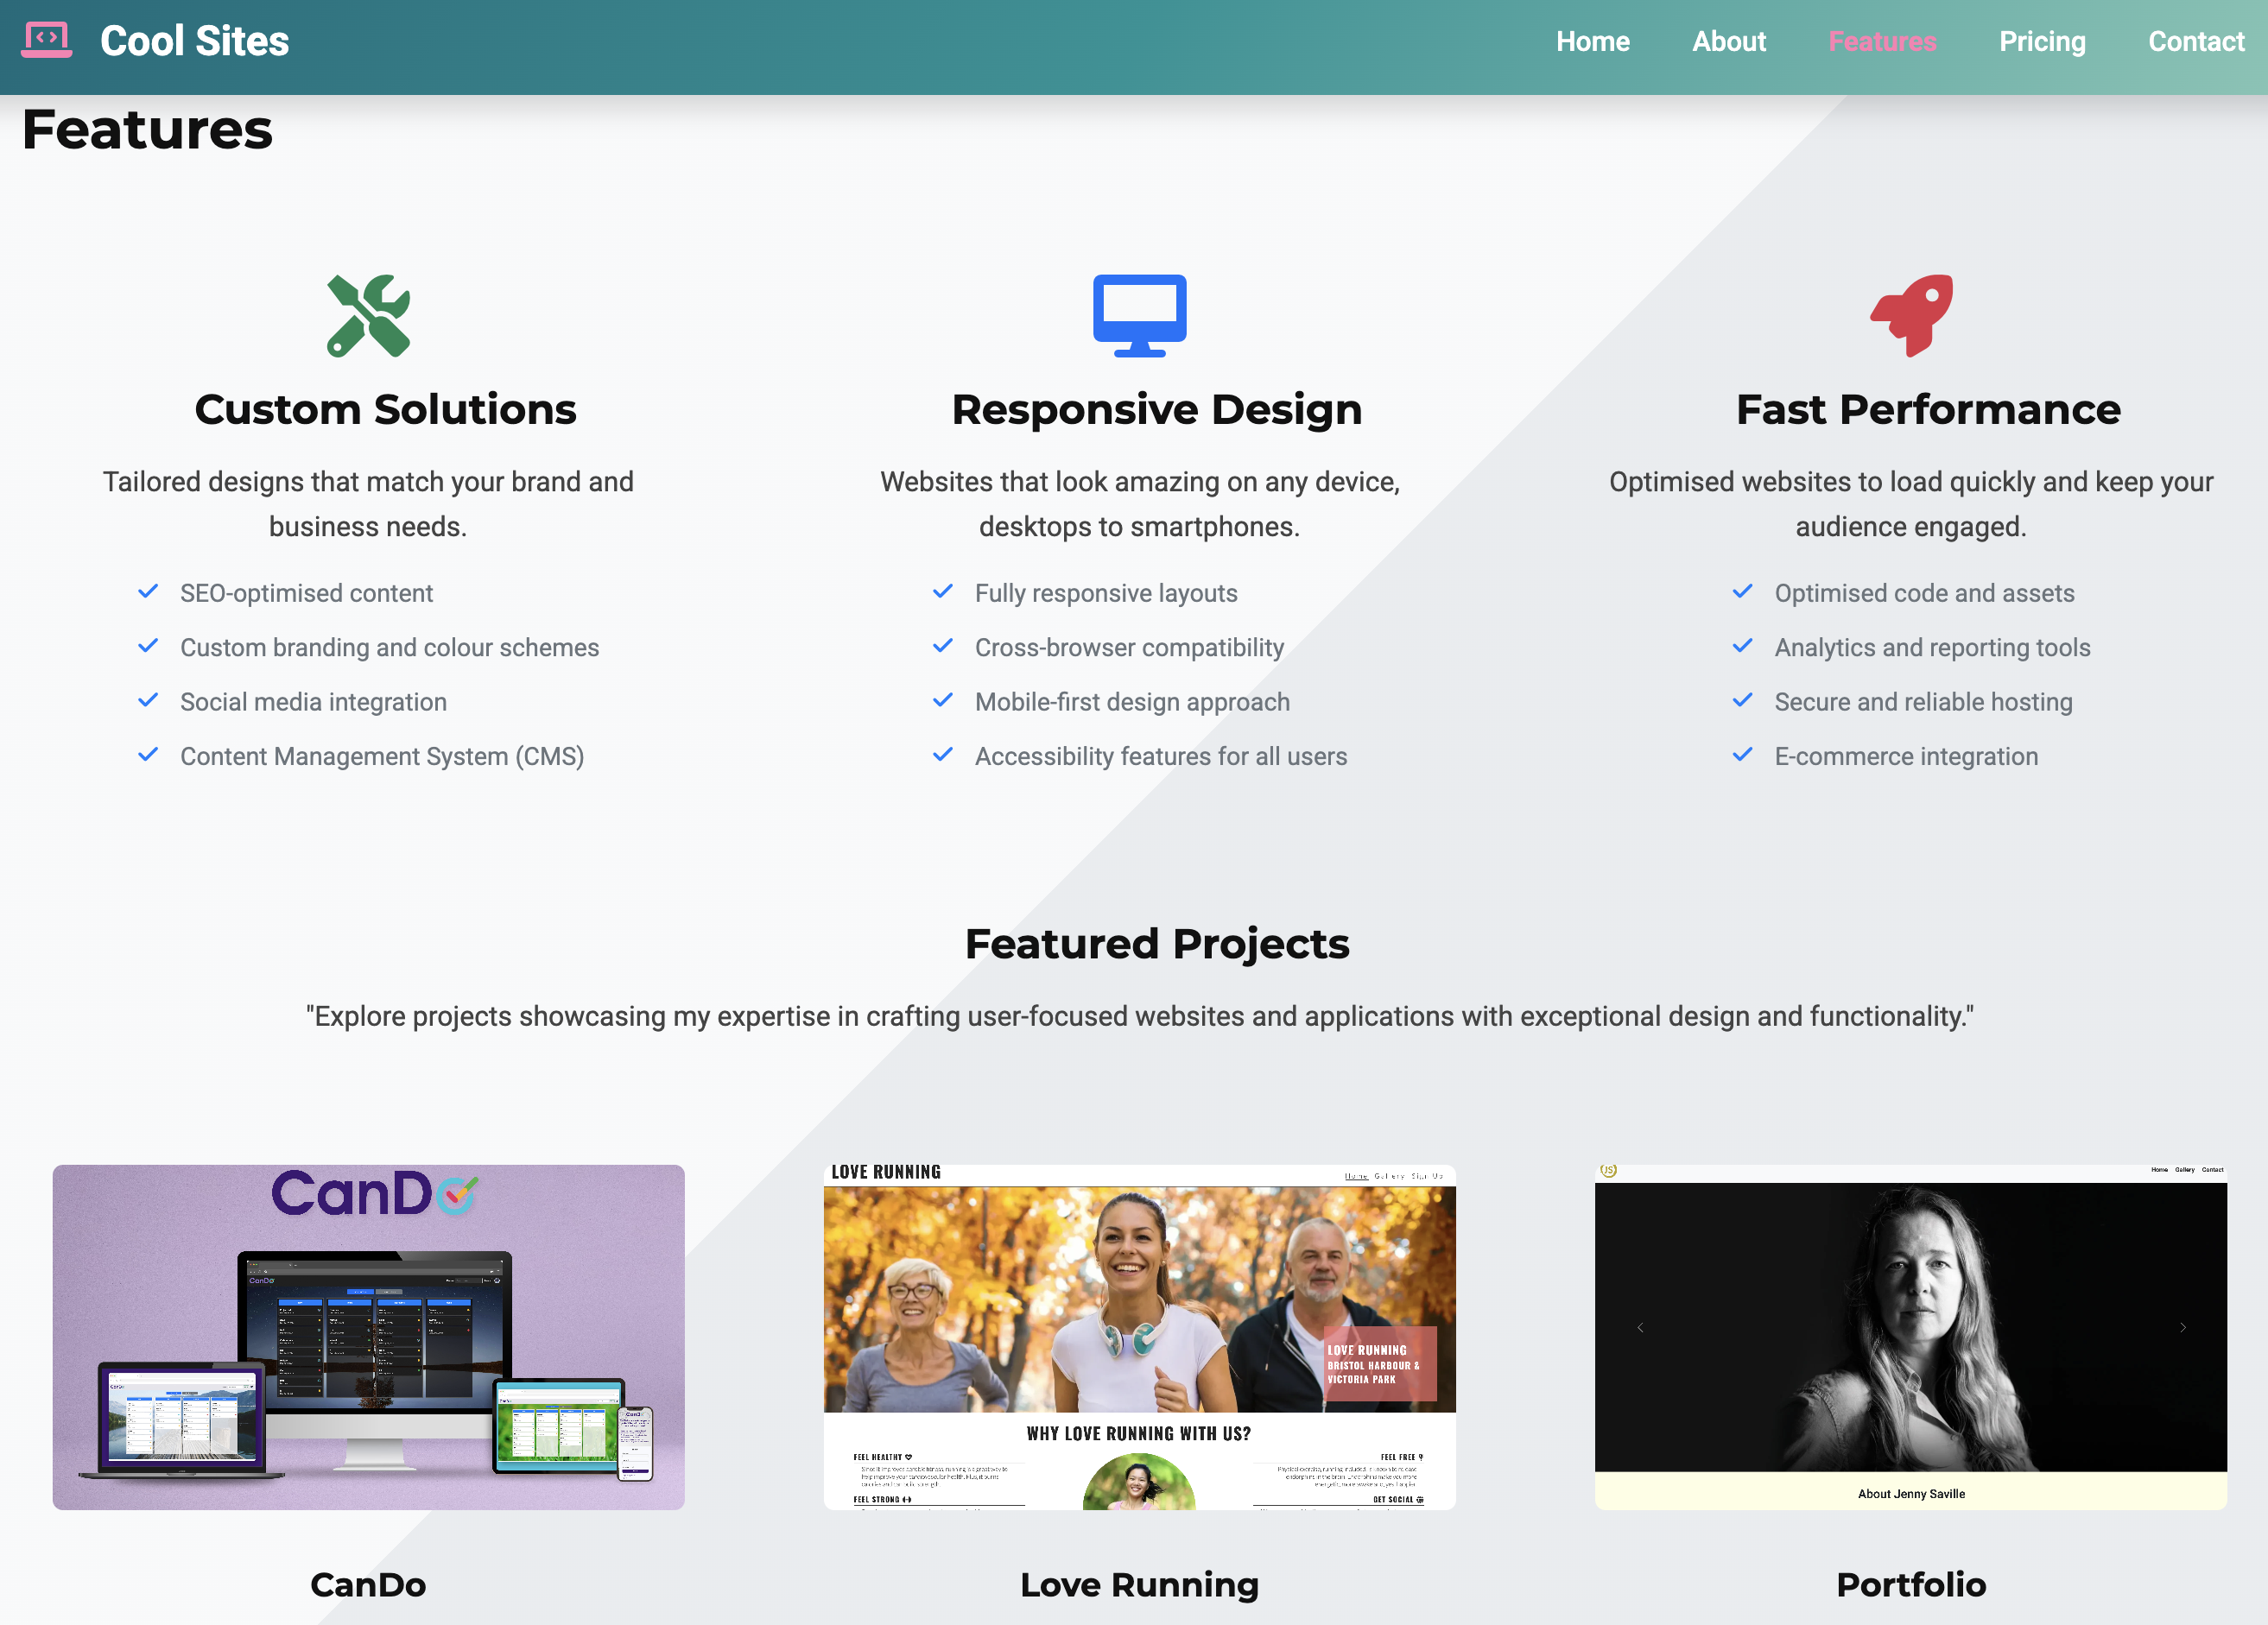 Cool Sites
Home About Features Pricing Contact
Features
Custom Solutions
Tailored designs that match your brand and
business needs.
SEO-optimised content
Custom branding and colour schemes
Social media integration
Content Management System (CMS)
Responsive Design
Websites that look amazing on any device,
desktops to smartphones.
Fully responsive layouts
Cross-browser compatibility
Mobile-first design approach
Accessibility features for all users
Fast Performance
Optimised websites to load quickly and keep your
audience engaged.
Optimised code and assets
Analytics and reporting tools
Secure and reliable hosting
E-commerce integration
Featured Projects
"Explore projects showcasing my expertise in crafting user-focused websites and applications with exceptional design and functionality."
CanDo
CanDo
LOVE RUNNING
Home Gallery Sign Us
LOVE RUNNING
BRISTOL HARBOUR &
VICTORIA PARK
WHY LOVE RUNNING WITH US?
FEEL HEALTHY
FEEL STRONG
FEEL FREE
GET SOCIAL
Love Running
JS
Home Gallery Contact
About Jenny Saville
Portfolio